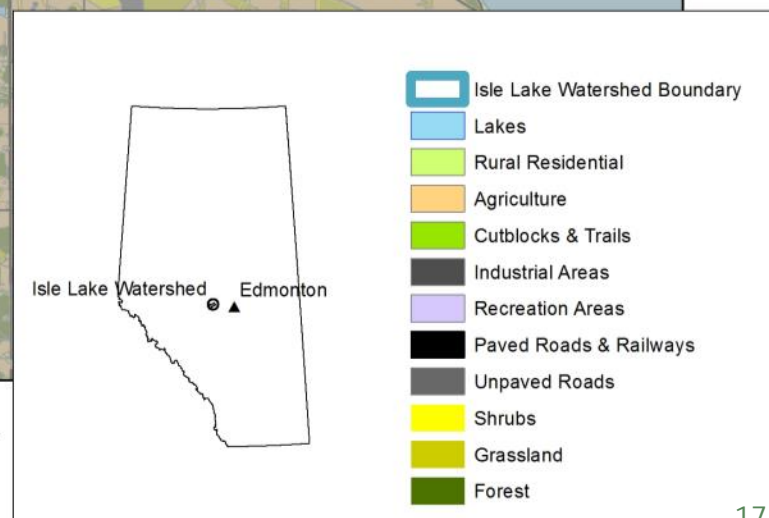 Isle Lake Watershed Boundary
Lakes
Rural Residential
Agriculture
Cutblocks & Trails
Industrial Areas
Recreation Areas
Paved Roads & Railways
Unpaved Roads
Shrubs
Grassland
Forest
Isle Lake Watershed
Edmonton
17